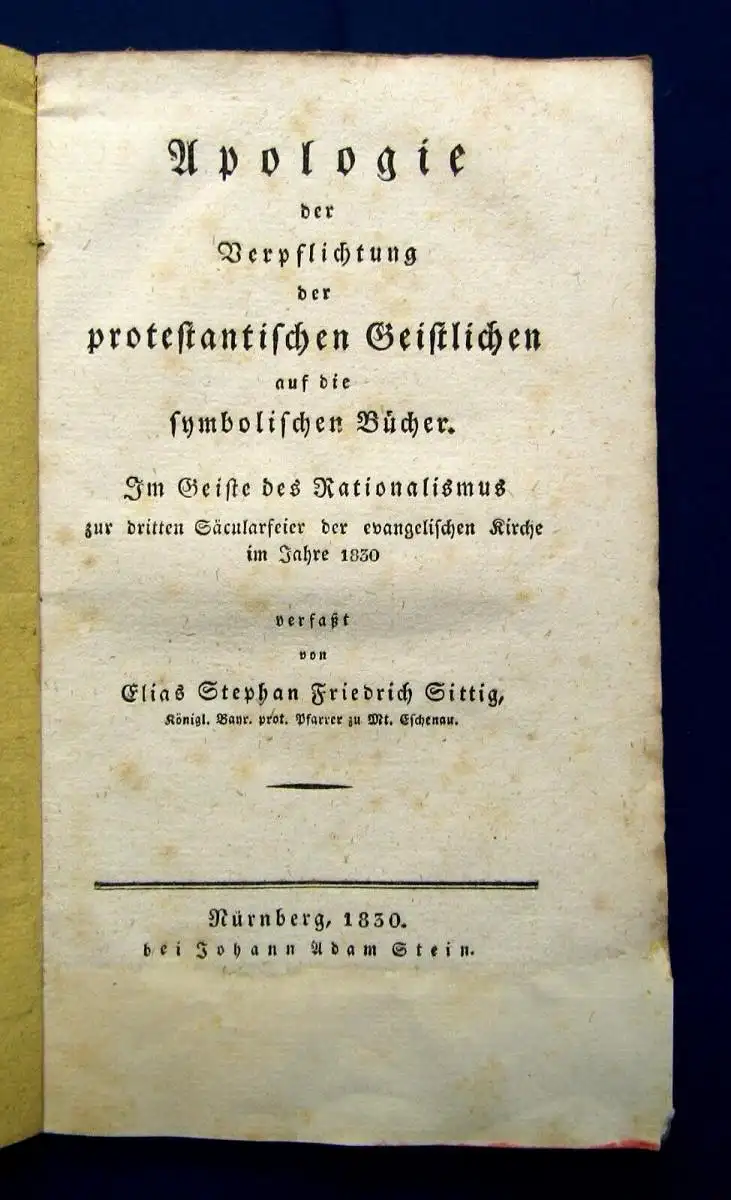 Apologie
der
Verpflichtung
der
proteſtantiſchen Geiſtlichen
auf die
ſymboliſchen Bücher.
Im Geiſte des Rationalismus
zur dritten Säcularfeier der evangeliſchen Kirche
im Jahre 1830
verfaßt
von
Elias Stephan Friedrich Sittig,
Königl. Bayr. prot. Pfarrer zu Mt. Eſchenau.
Nürnberg, 1830.
bei Johann Adam Stein.